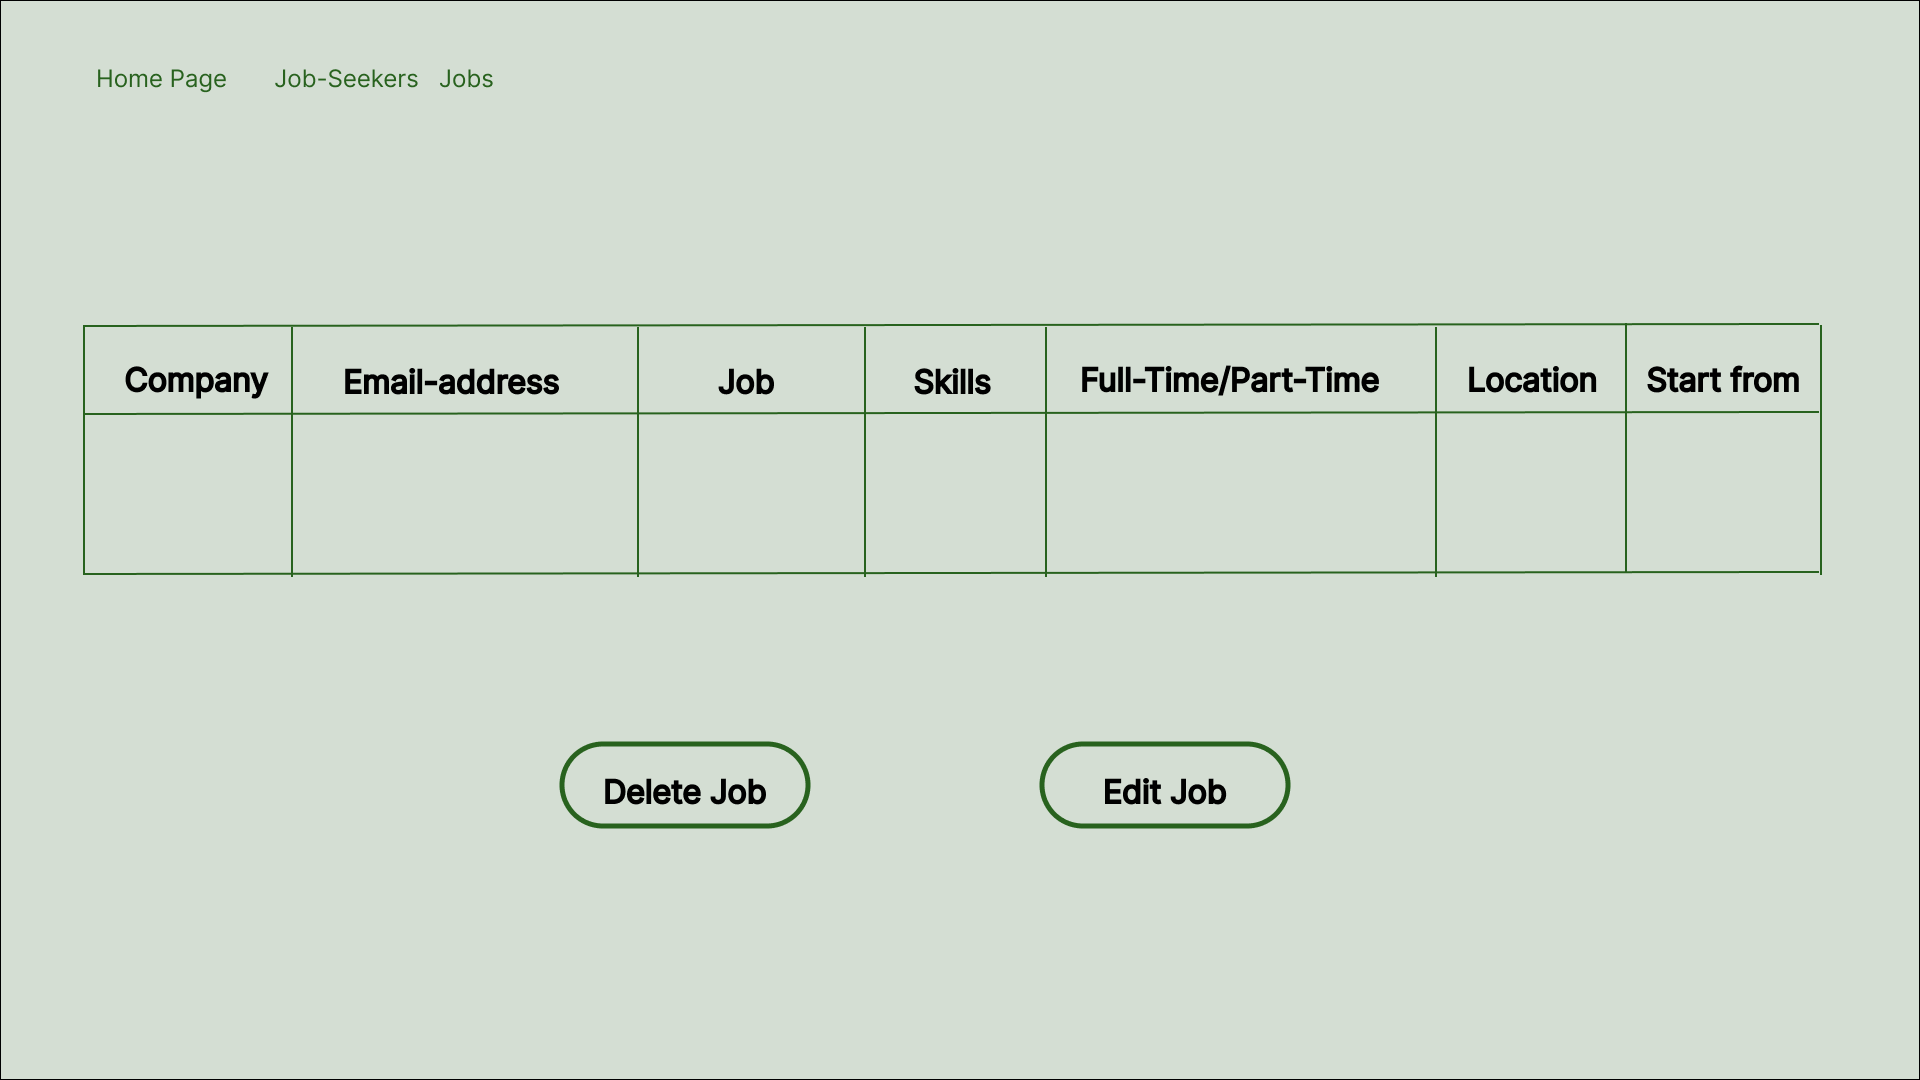 Home Page Job-Seekers Jobs
Company Email-address Job Skills Full-Time/Part-Time Location Start from
Delete Job Edit Job